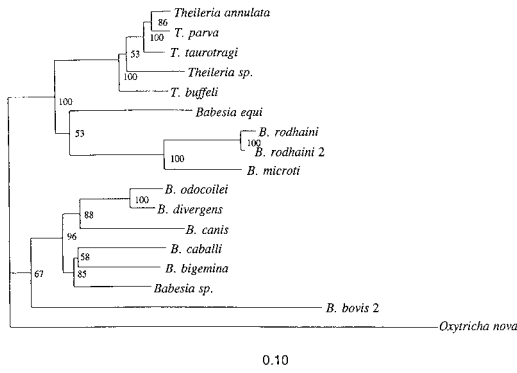 Theileria annulata
86
T. parva
100
T. taurotragi
53
Theileria sp.
100
T. buffeli
100
Babesia equi
53
B. rodhaini
100
B. rodhaini 2
100
B. microti
B. odocoilei
100
B. divergens
88
B. canis
96
B. caballi
58
B. bigemina
67
85
Babesia sp.
B. bovis 2
Oxytricha nova
0.10